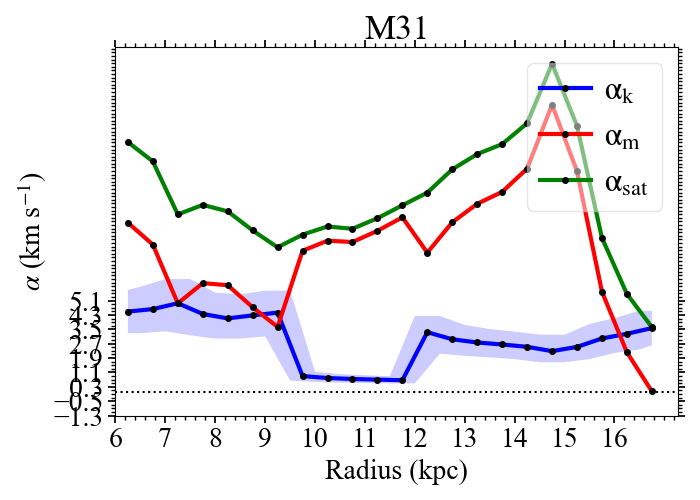 M31
α (km s⁻¹)
5.1
4.3
3.5
2.7
1.9
1.1
0.3
−0.5
−1.3
αk
αm
αsat
6 7 8 9 10 11 12 13 14 15 16
Radius (kpc)